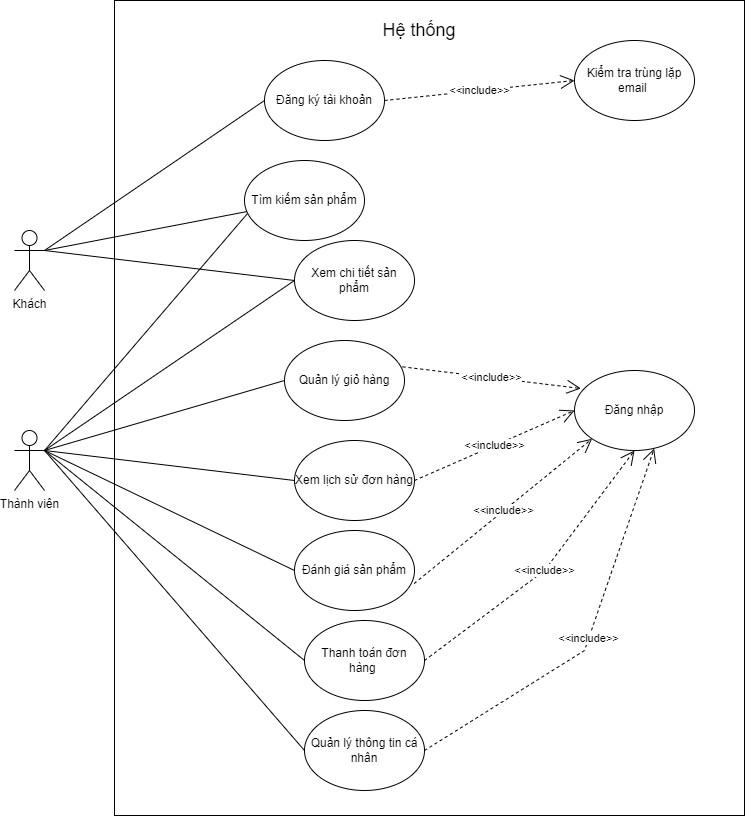 Hệ thống
Kiểm tra trùng lặp
email
Đăng ký tài khoản
<<include>>
Tìm kiếm sản phẩm
Xem chi tiết sản
phẩm
Khách
Quản lý giỏ hàng
<<include>>
Đăng nhập
Thành viên
Xem lịch sử đơn hàng
<<include>>
Đánh giá sản phẩm
<<include>>
Thanh toán đơn
hàng
<<include>>
Quản lý thông tin cá
nhân
<<include>>